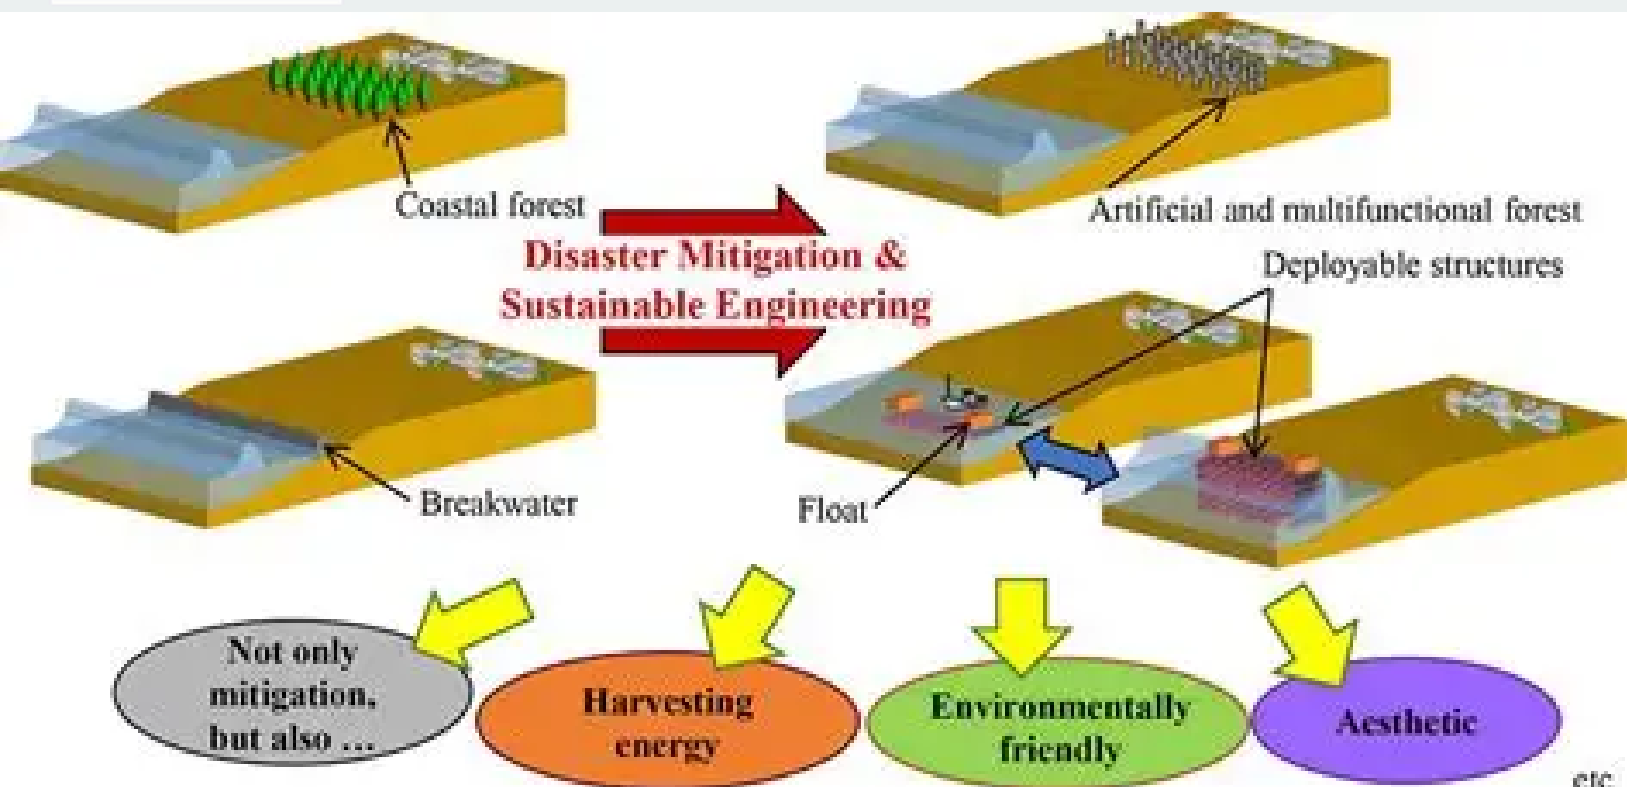 Coastal forest
Artificial and multifunctional forest
Disaster Mitigation &
Sustainable Engineering
Deployable structures
Breakwater
Float
Not only
mitigation,
but also ...
Harvesting
energy
Environmentally
friendly
Aesthetic
etc